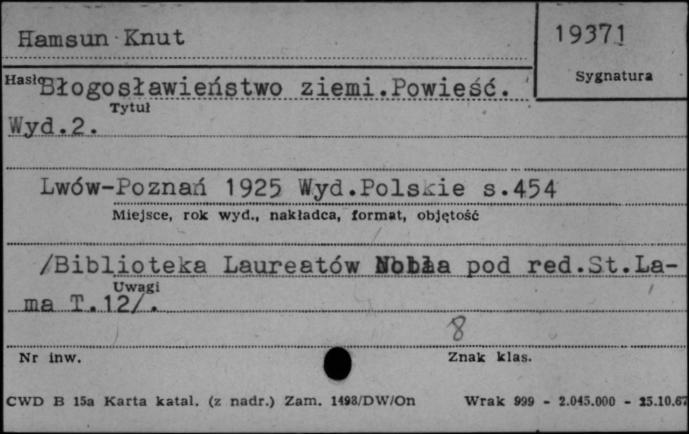 Hamsun Knut
19371
Sygnatura
Hasło
Błogosławieństwo ziemi.Powieść.
Tytuł
Wyd.2.
Lwów-Poznań 1925 Wyd.Polskie s.454
Miejsce, rok wyd., nakładca, format, objętość
/Biblioteka Laureatów Nobla pod red.St.La-
Uwagi
ma T.12/.
8
Nr inw.
Znak klas.
CWD B 15a Karta katal. (z nadr.) Zam. 1498/DW/On Wrak 999 - 2.045.000 - 25.10.67